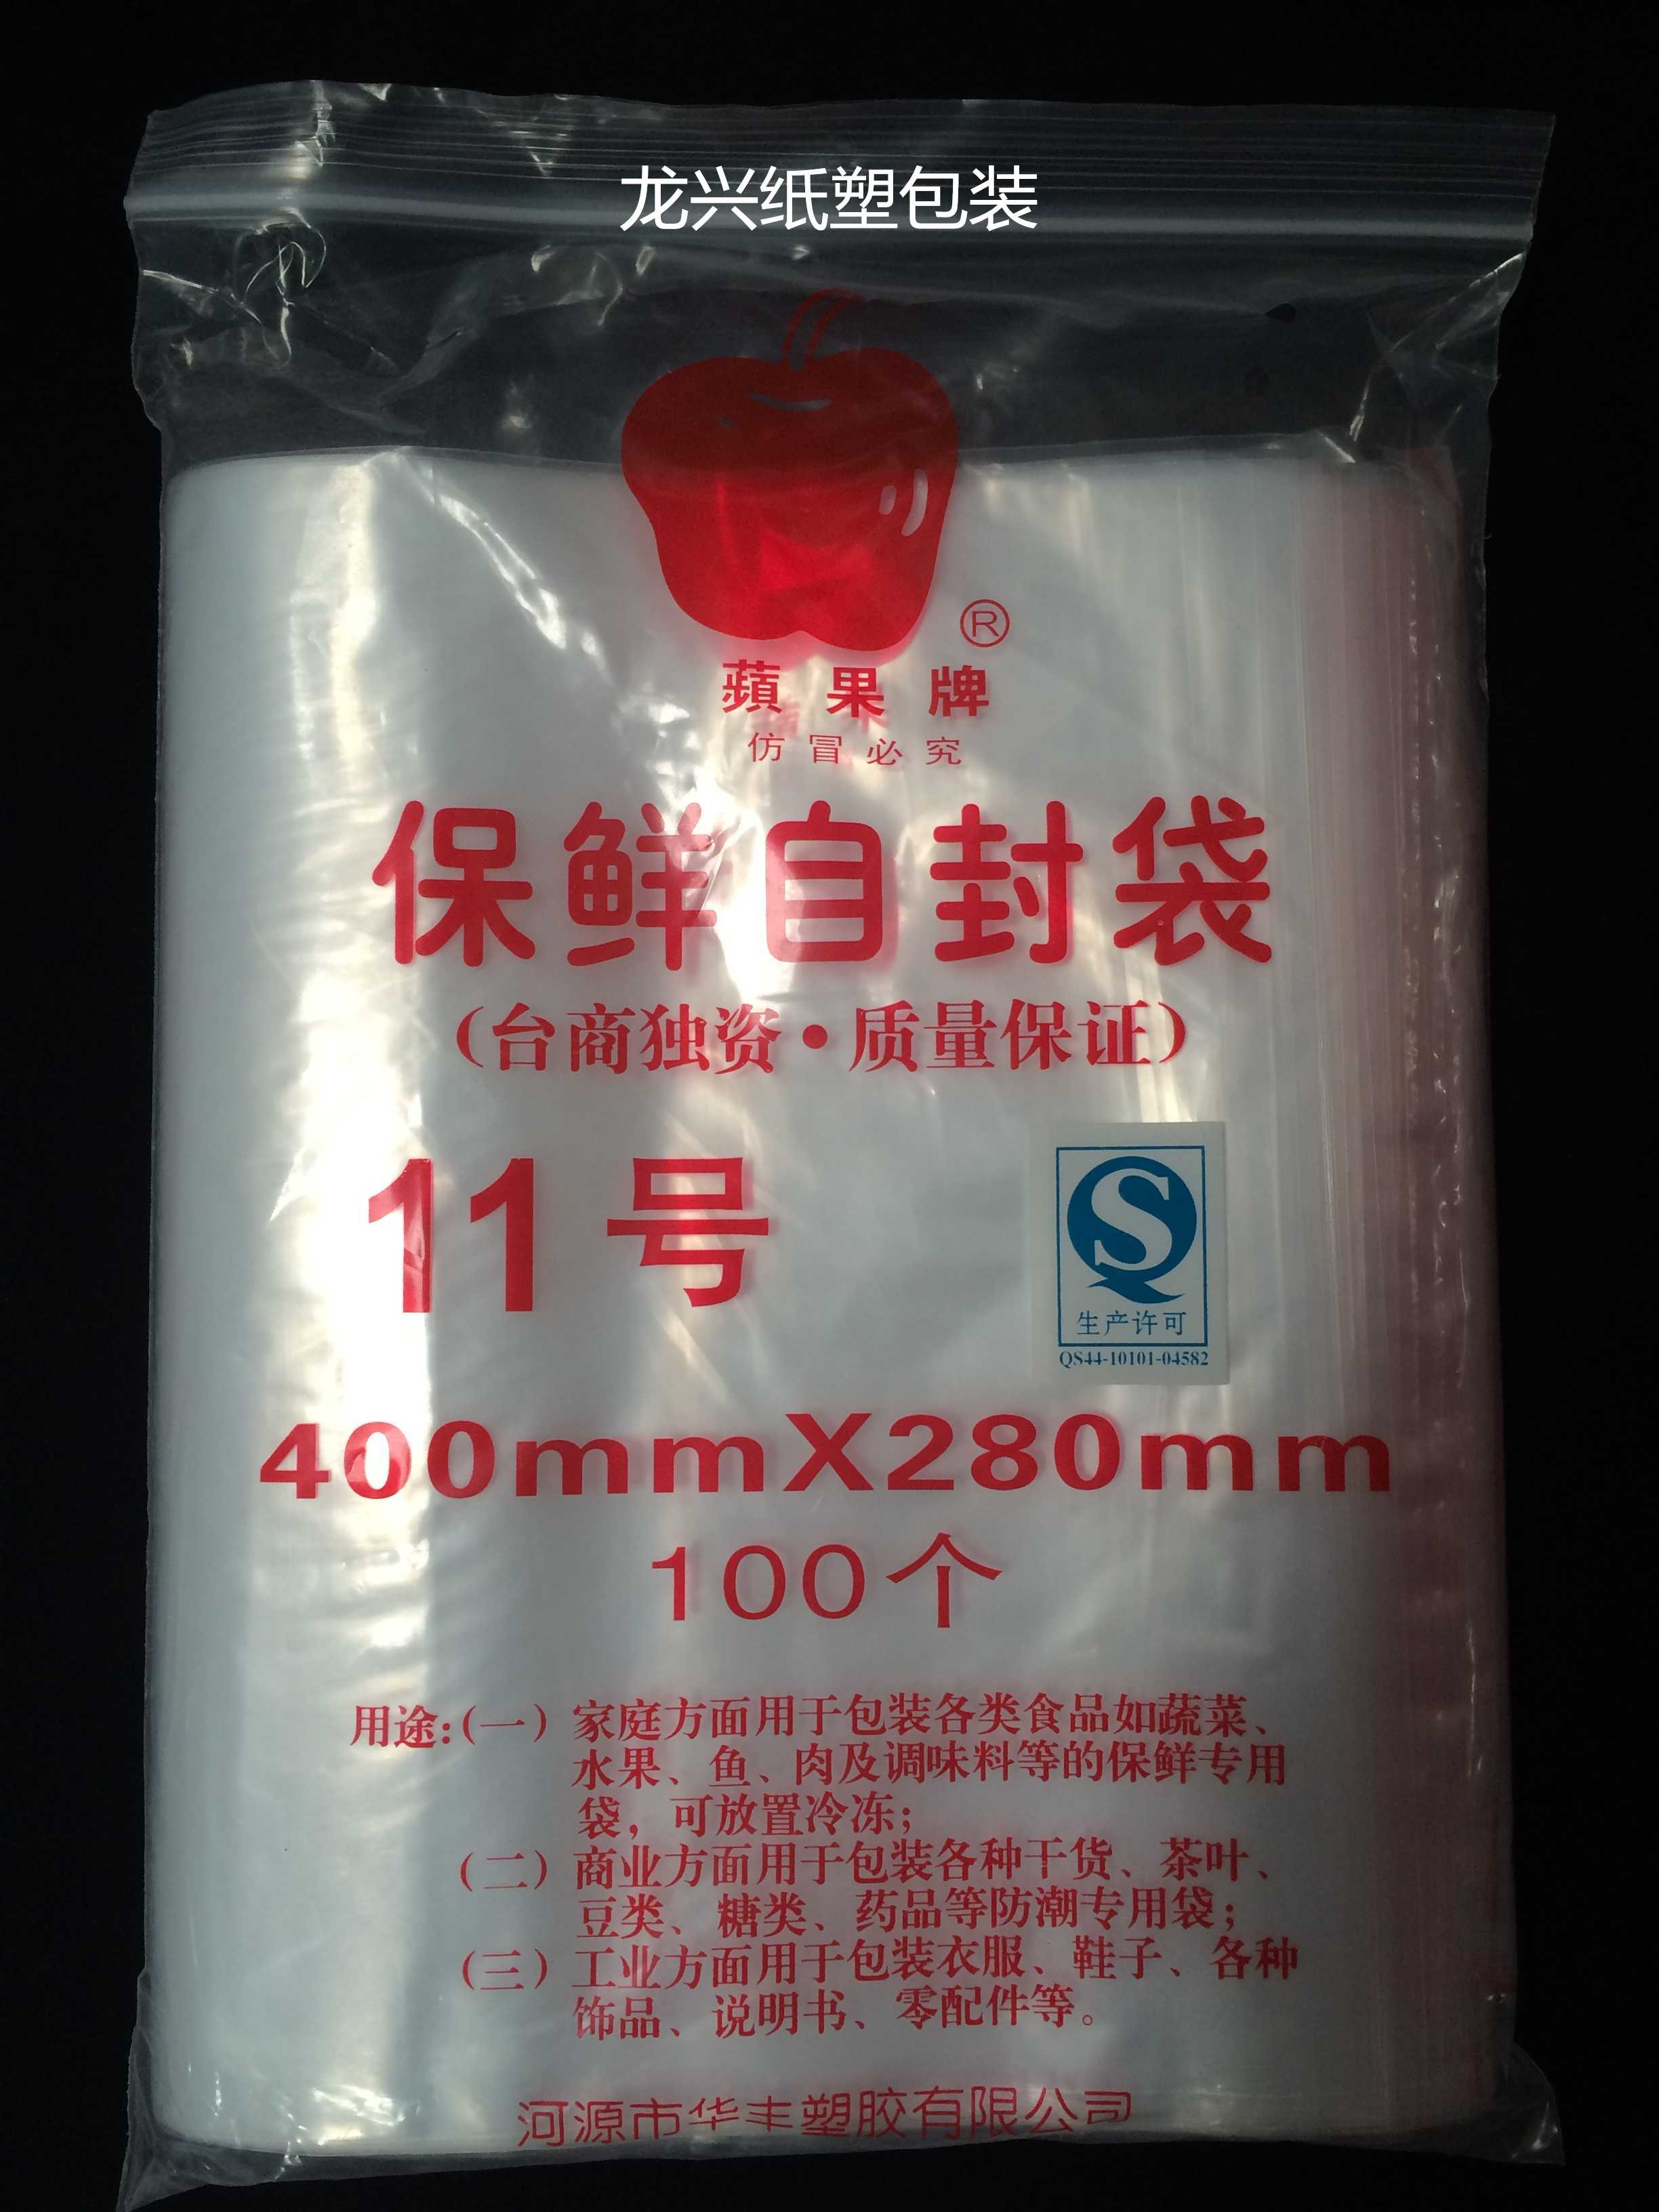 龙兴纸塑包装
®
蘋果牌
仿冒必究
保鲜自封袋
(台商独资·质量保证)
11号
生产许可
QS44-10101-04582
400mmX280mm
100个
用途:(一) 家庭方面用于包装各类食品如蔬菜、
水果、鱼、肉及调味料等的保鲜专用
袋，可放置冷冻；
(二) 商业方面用于包装各种干货、茶叶、
豆类、糖类、药品等防潮专用袋；
(三) 工业方面用于包装衣服、鞋子、各种
饰品、说明书、零配件等。
河源市华丰塑胶有限公司